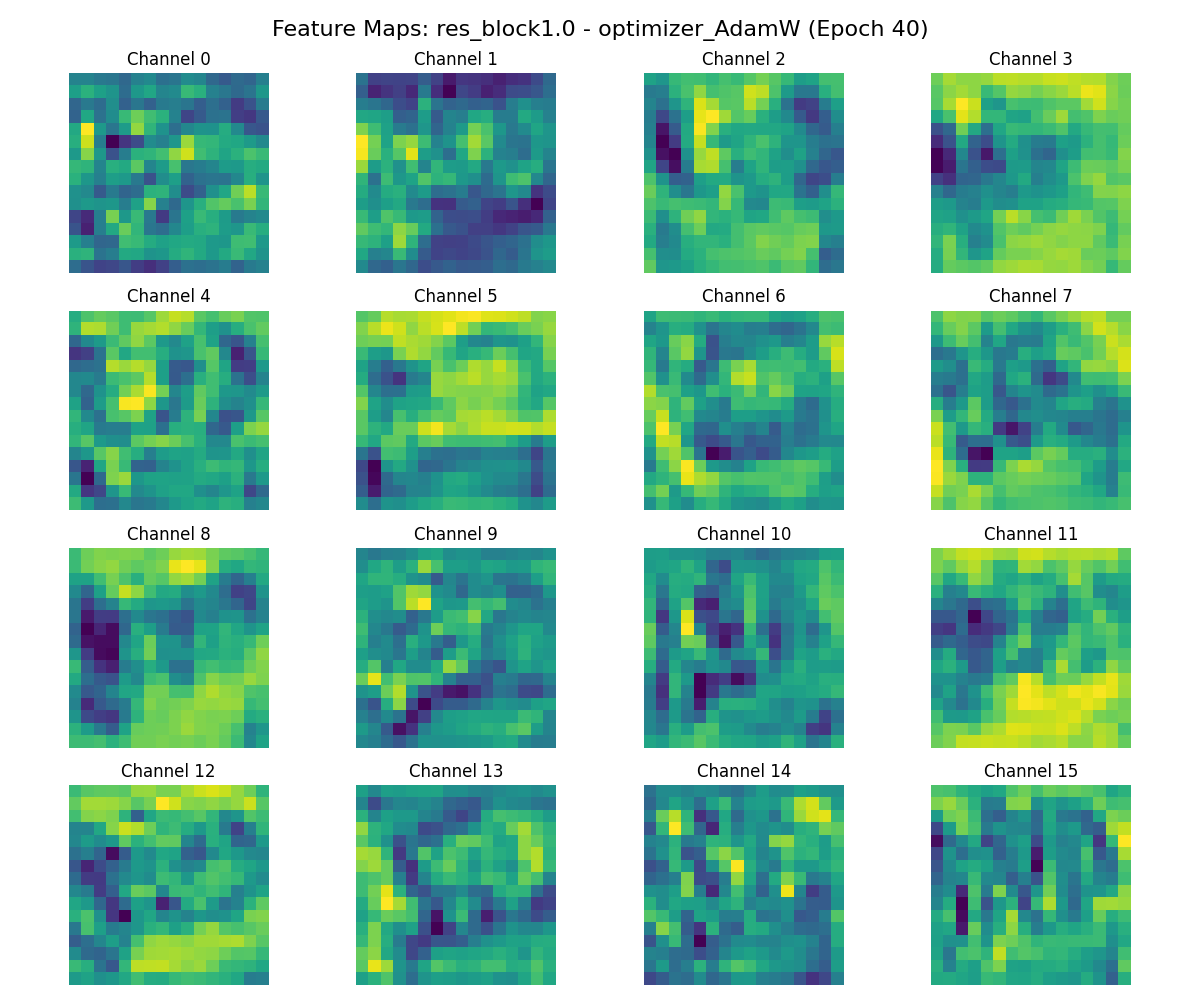 Feature Maps: res_block1.0 - optimizer_AdamW (Epoch 40)
Channel 0
Channel 1
Channel 2
Channel 3
Channel 4
Channel 5
Channel 6
Channel 7
Channel 8
Channel 9
Channel 10
Channel 11
Channel 12
Channel 13
Channel 14
Channel 15